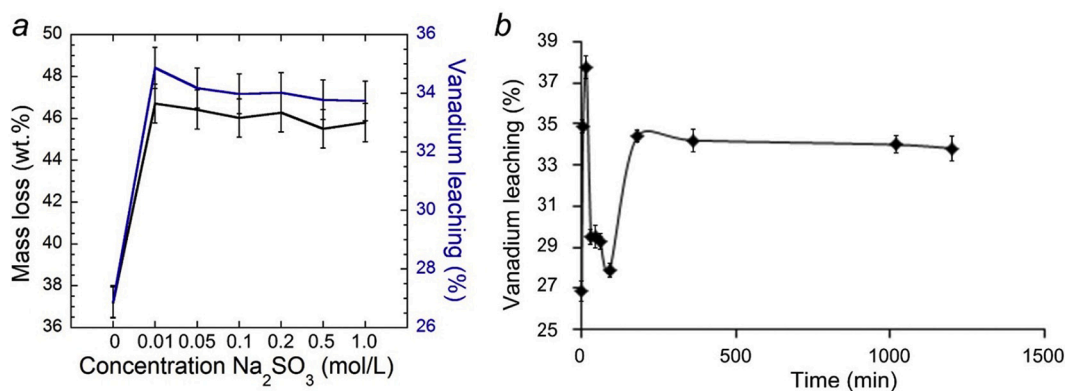 a
50
48
46
44
42
40
38
36
Mass loss (wt.%)
36
34
32
30
28
26
Vanadium leaching (%)
0 0.01 0.05 0.1 0.2 0.5 1.0
Concentration Na₂SO₃ (mol/L)
b
39
37
35
33
31
29
27
25
Vanadium leaching (%)
0 500 1000 1500
Time (min)